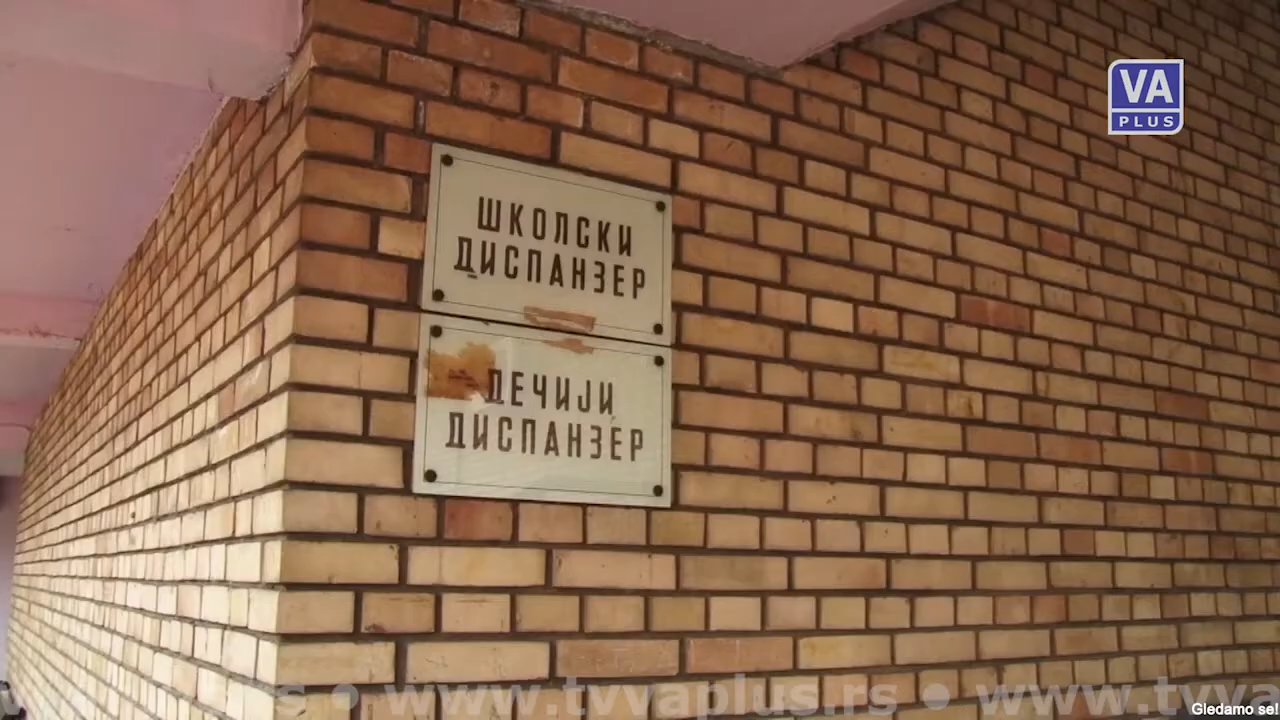 VA
PLUS
ШКОЛСКИ
ДИСПАНЗЕР
ДЕЧИЈИ
ДИСПАНЗЕР
www.tvvaplus.rs
Gledamo se!